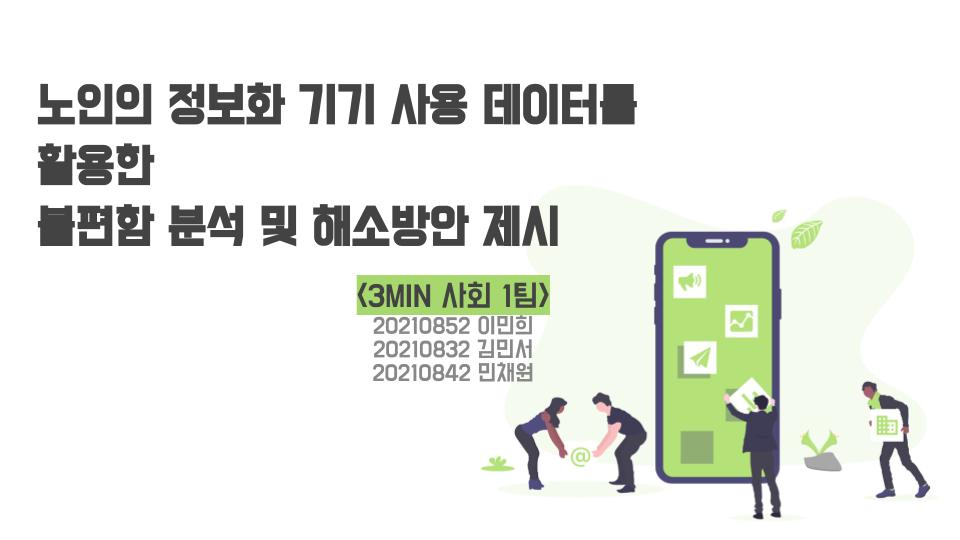 노인의 정보화 기기 사용 데이터를
활용한
불편함 분석 및 해소방안 제시
<3MIN 사회 1팀>
20210852 이민희
20210832 김민서
20210842 민채원
@